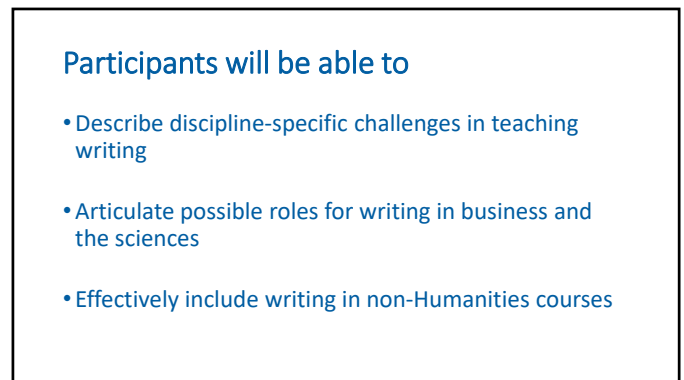 Participants will be able to
•Describe discipline-specific challenges in teaching
writing
•Articulate possible roles for writing in business and
the sciences
•Effectively include writing in non-Humanities courses